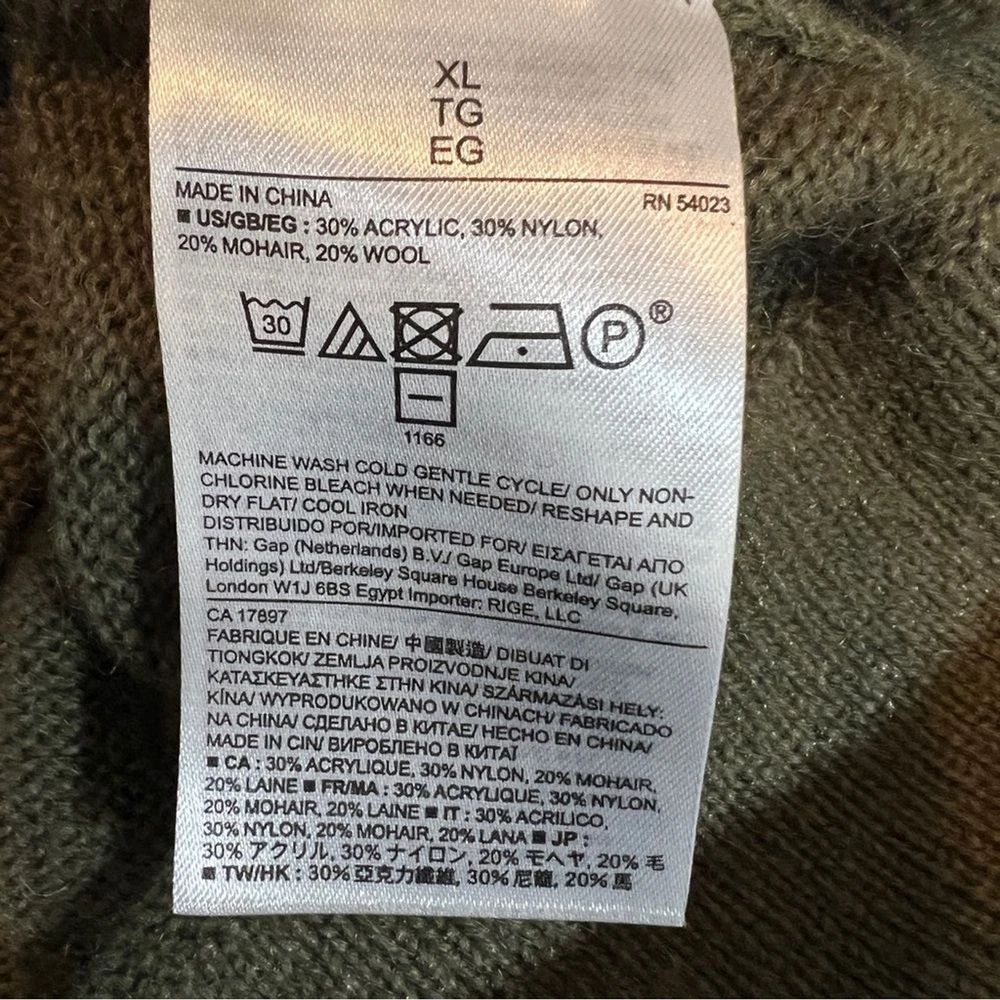 XL
TG
EG
MADE IN CHINA
RN 54023
■ US/GB/EG : 30% ACRYLIC, 30% NYLON,
20% MOHAIR, 20% WOOL
30
P ®
1166
MACHINE WASH COLD GENTLE CYCLE/ ONLY NON-
CHLORINE BLEACH WHEN NEEDED/ RESHAPE AND
DRY FLAT/ COOL IRON
DISTRIBUIDO POR/IMPORTED FOR/ ΕΙΣΑΓΕΤΑΙ ΑΠΟ
THN: Gap (Netherlands) B.V./ Gap Europe Ltd/ Gap (UK
Holdings) Ltd/Berkeley Square House Berkeley Square,
London W1J 6BS Egypt Importer: RIGE, LLC
CA 17897
FABRIQUE EN CHINE/ 中國製造/ DIBUAT DI
TIONGKOK/ ZEMLJA PROIZVODNJE KINA/
ΚΑΤΑΣΚΕΥΑΣΤΗΚΕ ΣΤΗΝ ΚΙΝΑ/ SZÁRMAZÁSI HELY:
KÍNA/ WYPRODUKOWANO W CHINACH/ FABRICADO
NA CHINA/ СДЕЛАНО В КИТАЕ/ HECHO EN CHINA/
MADE IN CIN/ ВИРОБЛЕНО В КИТАЇ
■ CA : 30% ACRYLIQUE, 30% NYLON, 20% MOHAIR,
20% LAINE ■ FR/MA : 30% ACRYLIQUE, 30% NYLON,
20% MOHAIR, 20% LAINE ■ IT : 30% ACRILICO,
30% NYLON, 20% MOHAIR, 20% LANA ■ JP :
30% アクリル, 30% ナイロン, 20% モヘヤ, 20% 毛
■ TW/HK : 30% 亞克力纖維, 30% 尼龍, 20% 馬